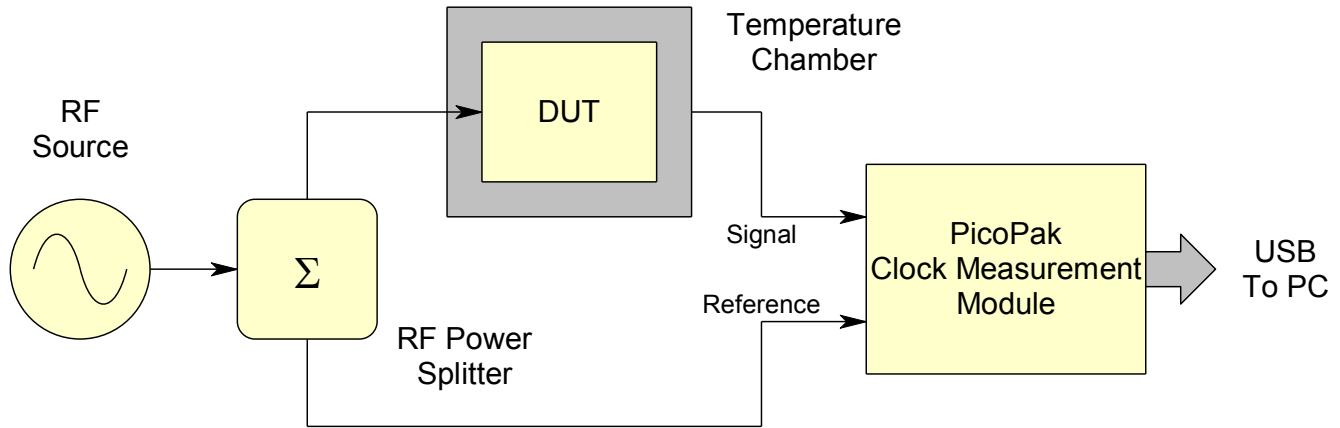 RF
Source
Σ
RF Power
Splitter
DUT
Temperature
Chamber
Signal
Reference
PicoPak
Clock Measurement
Module
USB
To PC